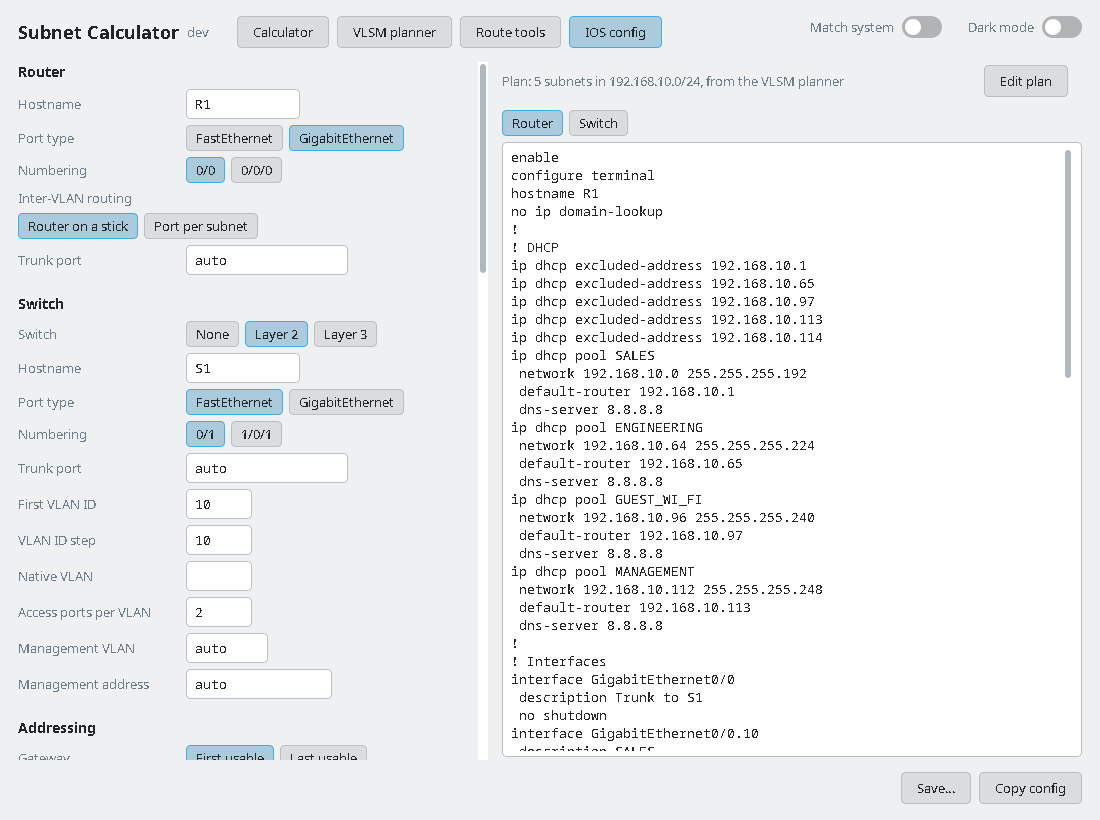 Subnet Calculator dev Calculator VLSM planner Route tools IOS config Match system Dark mode
Router
Hostname R1
Port type FastEthernet GigabitEthernet
Numbering 0/0 0/0/0
Inter-VLAN routing
Router on a stick Port per subnet
Trunk port auto
Switch
Switch None Layer 2 Layer 3
Hostname S1
Port type FastEthernet GigabitEthernet
Numbering 0/1 1/0/1
Trunk port auto
First VLAN ID 10
VLAN ID step 10
Native VLAN
Access ports per VLAN 2
Management VLAN auto
Management address auto
Addressing
Gateway First usable Last usable
Plan: 5 subnets in 192.168.10.0/24, from the VLSM planner Edit plan
Router Switch
enable
configure terminal
hostname R1
no ip domain-lookup
!
! DHCP
ip dhcp excluded-address 192.168.10.1
ip dhcp excluded-address 192.168.10.65
ip dhcp excluded-address 192.168.10.97
ip dhcp excluded-address 192.168.10.113
ip dhcp excluded-address 192.168.10.114
ip dhcp pool SALES
network 192.168.10.0 255.255.255.192
default-router 192.168.10.1
dns-server 8.8.8.8
ip dhcp pool ENGINEERING
network 192.168.10.64 255.255.255.224
default-router 192.168.10.65
dns-server 8.8.8.8
ip dhcp pool GUEST_WI_FI
network 192.168.10.96 255.255.255.240
default-router 192.168.10.97
dns-server 8.8.8.8
ip dhcp pool MANAGEMENT
network 192.168.10.112 255.255.255.248
default-router 192.168.10.113
dns-server 8.8.8.8
!
! Interfaces
interface GigabitEthernet0/0
description Trunk to S1
no shutdown
interface GigabitEthernet0/0.10
description SALES
Save... Copy config